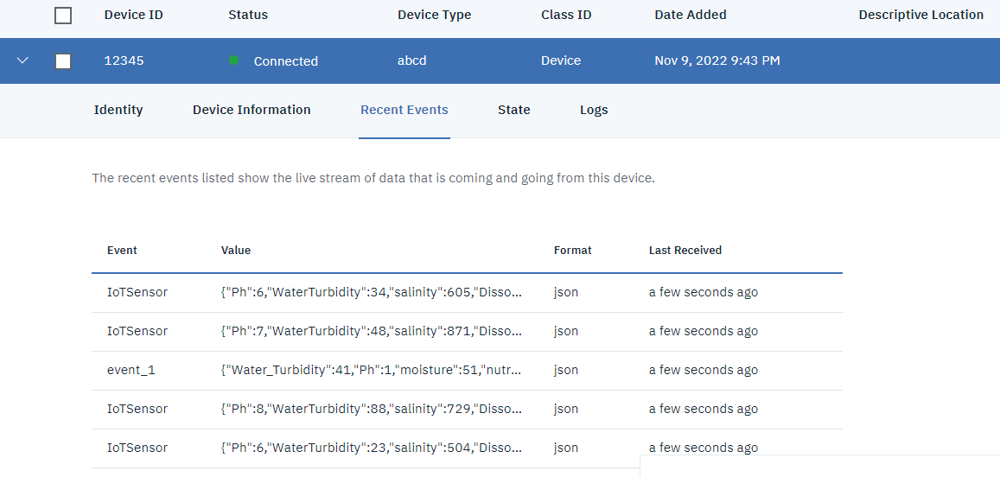 Device ID Status Device Type Class ID Date Added Descriptive Location
12345 Connected abcd Device Nov 9, 2022 9:43 PM
Identity Device Information Recent Events State Logs
The recent events listed show the live stream of data that is coming and going from this device.
Event Value Format Last Received
IoTSensor {"Ph":6,"WaterTurbidity":34,"salinity":605,"Disso... json a few seconds ago
IoTSensor {"Ph":7,"WaterTurbidity":48,"salinity":871,"Disso... json a few seconds ago
event_1 {"Water_Turbidity":41,"Ph":1,"moisture":51,"nutr... json a few seconds ago
IoTSensor {"Ph":8,"WaterTurbidity":88,"salinity":729,"Disso... json a few seconds ago
IoTSensor {"Ph":6,"WaterTurbidity":23,"salinity":504,"Disso... json a few seconds ago